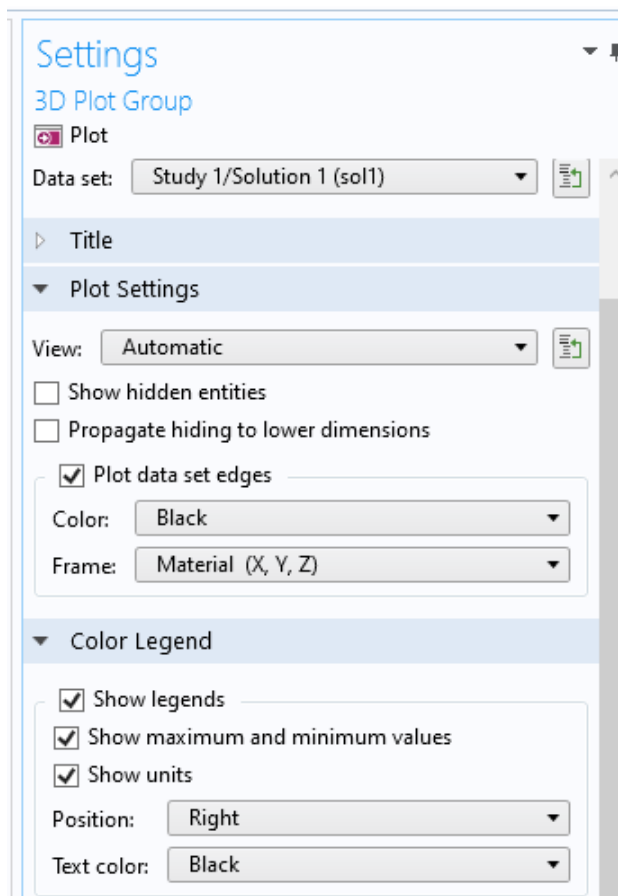 Settings
3D Plot Group
Plot
Data set: Study 1/Solution 1 (sol1)
Title
Plot Settings
View: Automatic
Show hidden entities
Propagate hiding to lower dimensions
Plot data set edges
Color: Black
Frame: Material (X, Y, Z)
Color Legend
Show legends
Show maximum and minimum values
Show units
Position: Right
Text color: Black